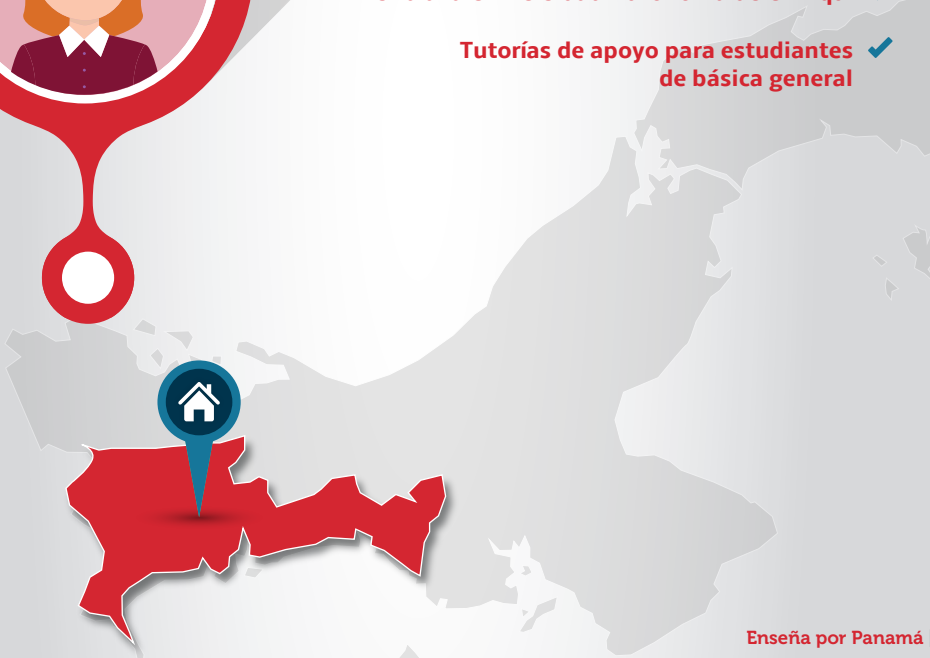 Tutorías de apoyo para estudiantes
de básica general
Enseña por Panamá